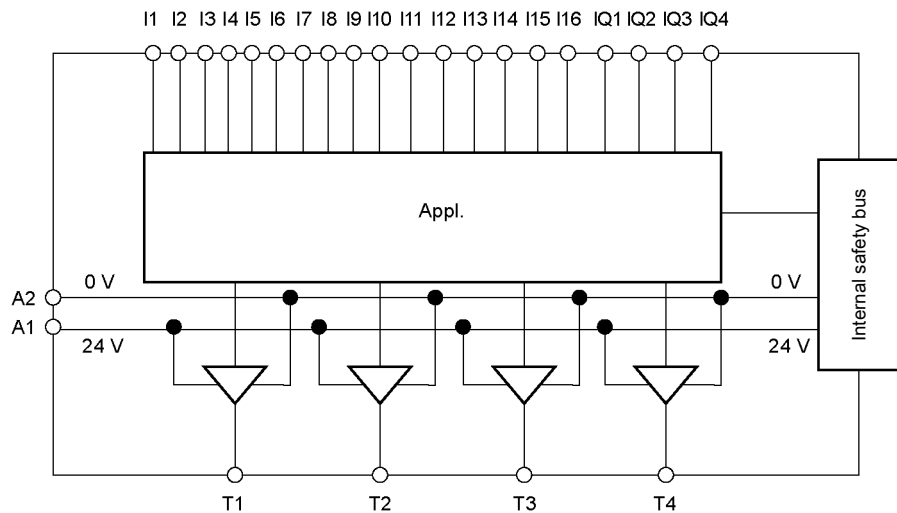 I1 I2 I3 I4 I5 I6 I7 I8 I9 I10 I11 I12 I13 I14 I15 I16 IQ1 IQ2 IQ3 IQ4
Appl.
Internal safety bus
A2 0 V 0 V
A1
24 V 24 V
T1 T2 T3 T4